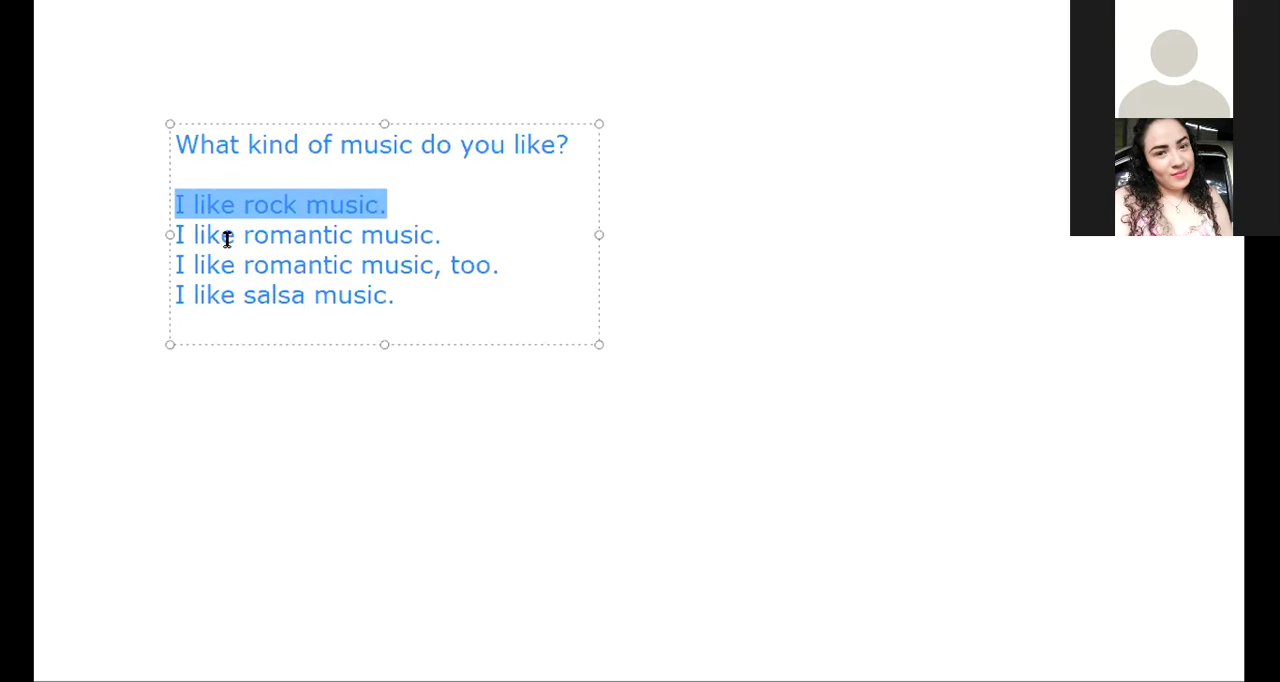 What kind of music do you like?
I like rock music.
I like romantic music.
I like romantic music, too.
I like salsa music.